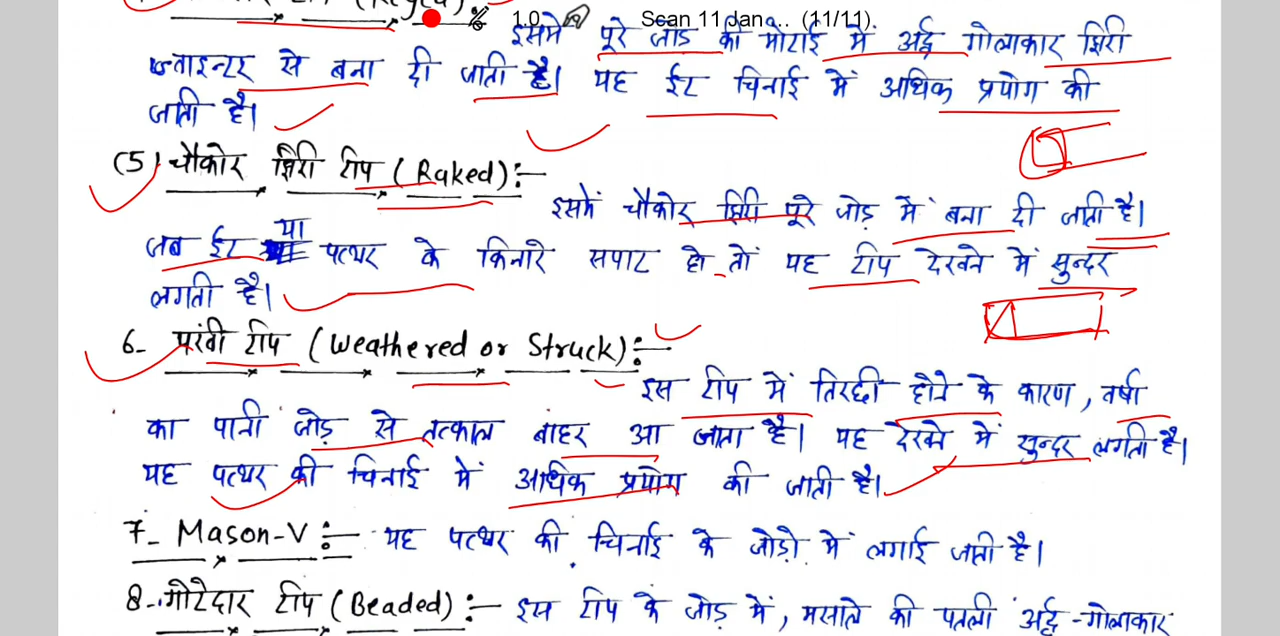 (Keyed):-
1.0 Scan 11 Jan... (11/11).
इसमें पूरे जोड़ की मोटाई में अर्द्ध गोलाकार झिरी
प्वाइन्टर से बना दी जाती है। यह ईंट चिनाई में अधिक प्रयोग की
जाती है।
(5) चौकोर झिरी टीप (Raked):-
इसमें चौकोर झिरी पूरे जोड़ में बना दी जाती है।
जब ईट या पत्थर के किनारे सपाट हो तो यह टीप देखने में सुन्दर
लगती है।
6- परंगी टीप (Weathered or Struck):-
इस टीप में तिरछी होने के कारण, वर्षा
का पानी जोड़ से तत्काल बाहर आ जाता है। यह देखने में सुन्दर लगती है।
यह पत्थर की चिनाई में अधिक प्रयोग की जाती है।
7- Mason-V:- यह पत्थर की चिनाई के जोड़ो में लगाई जाती है।
8- गोटेदार टीप (Beaded):- इस टीप के जोड़ में, मसाले की पतली अर्द्ध-गोलाकार